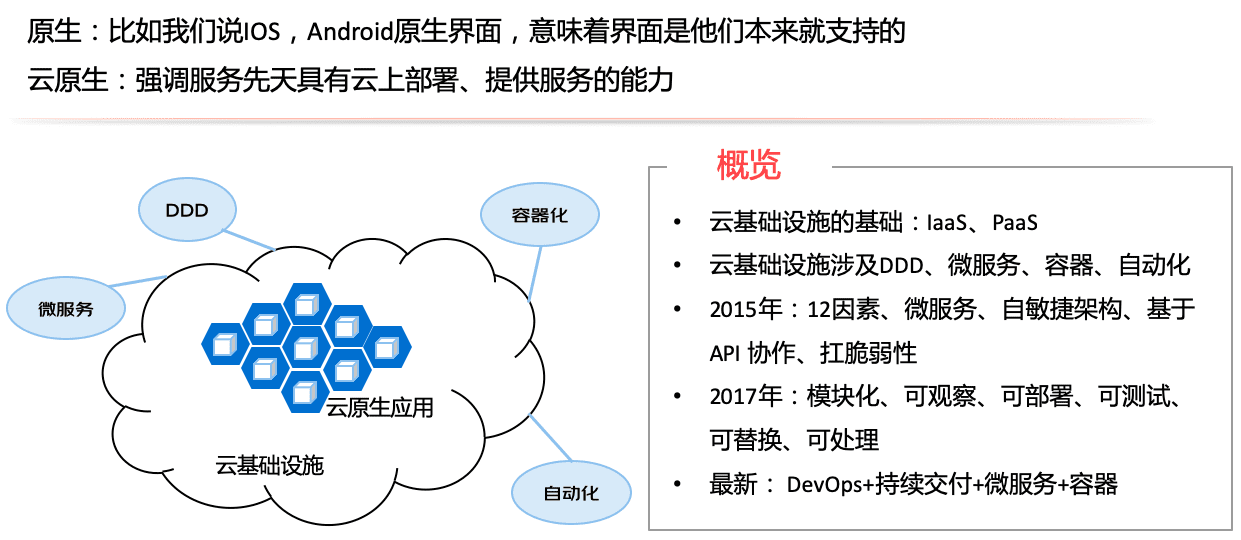 原生：比如我们说IOS，Android原生界面，意味着界面是他们本来就支持的
云原生：强调服务先天具有云上部署、提供服务的能力
DDD
容器化
微服务
云原生应用
云基础设施
自动化
概览
• 云基础设施的基础：IaaS、PaaS
• 云基础设施涉及DDD、微服务、容器、自动化
• 2015年：12因素、微服务、自敏捷架构、基于
API 协作、扛脆弱性
• 2017年：模块化、可观察、可部署、可测试、
可替换、可处理
• 最新： DevOps+持续交付+微服务+容器